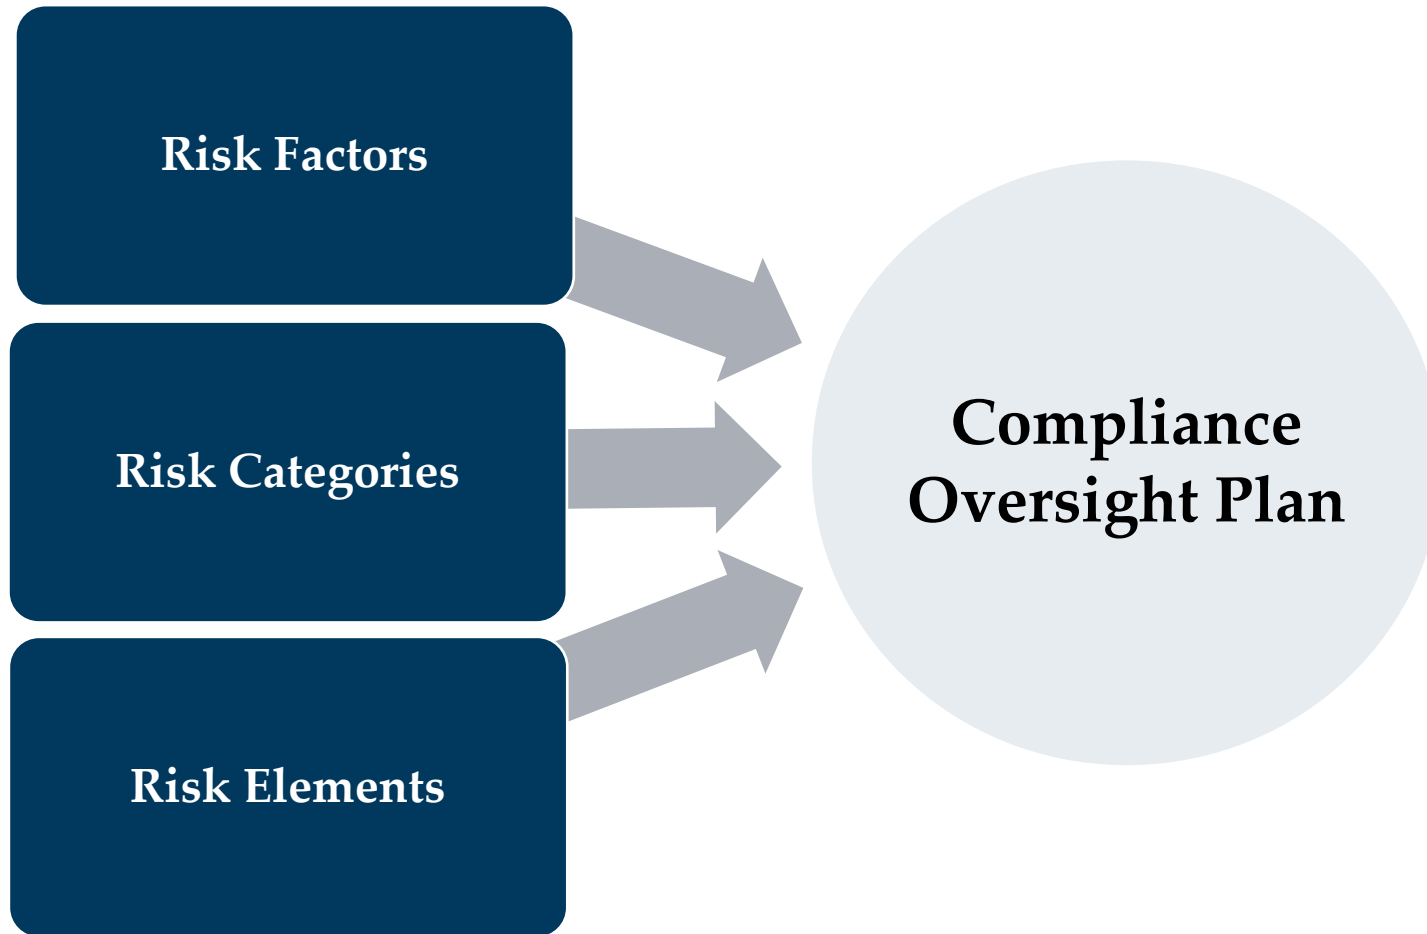 Risk Factors
Risk Categories
Risk Elements
Compliance
Oversight Plan